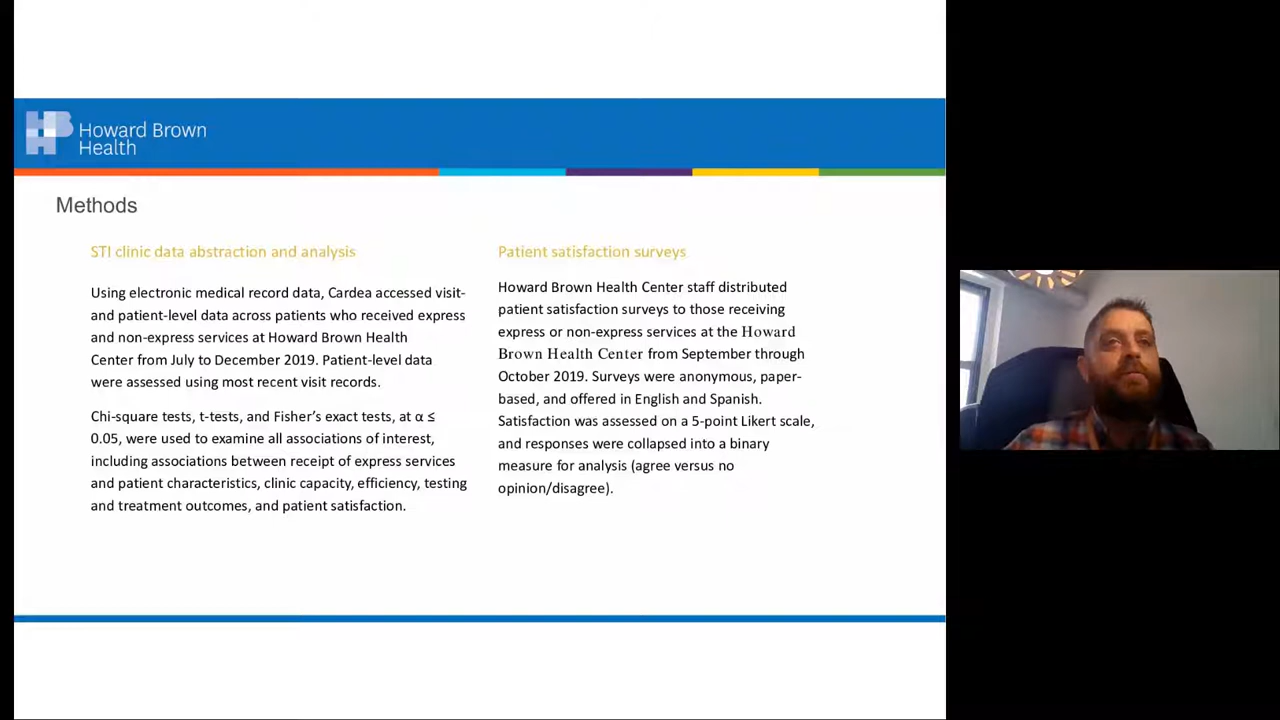 Howard Brown
Health
Methods
STI clinic data abstraction and analysis
Using electronic medical record data, Cardea accessed visit-
and patient-level data across patients who received express
and non-express services at Howard Brown Health
Center from July to December 2019. Patient-level data
were assessed using most recent visit records.
Chi-square tests, t-tests, and Fisher’s exact tests, at α ≤
0.05, were used to examine all associations of interest,
including associations between receipt of express services
and patient characteristics, clinic capacity, efficiency, testing
and treatment outcomes, and patient satisfaction.
Patient satisfaction surveys
Howard Brown Health Center staff distributed
patient satisfaction surveys to those receiving
express or non-express services at the Howard
Brown Health Center from September through
October 2019. Surveys were anonymous, paper-
based, and offered in English and Spanish.
Satisfaction was assessed on a 5-point Likert scale,
and responses were collapsed into a binary
measure for analysis (agree versus no
opinion/disagree).